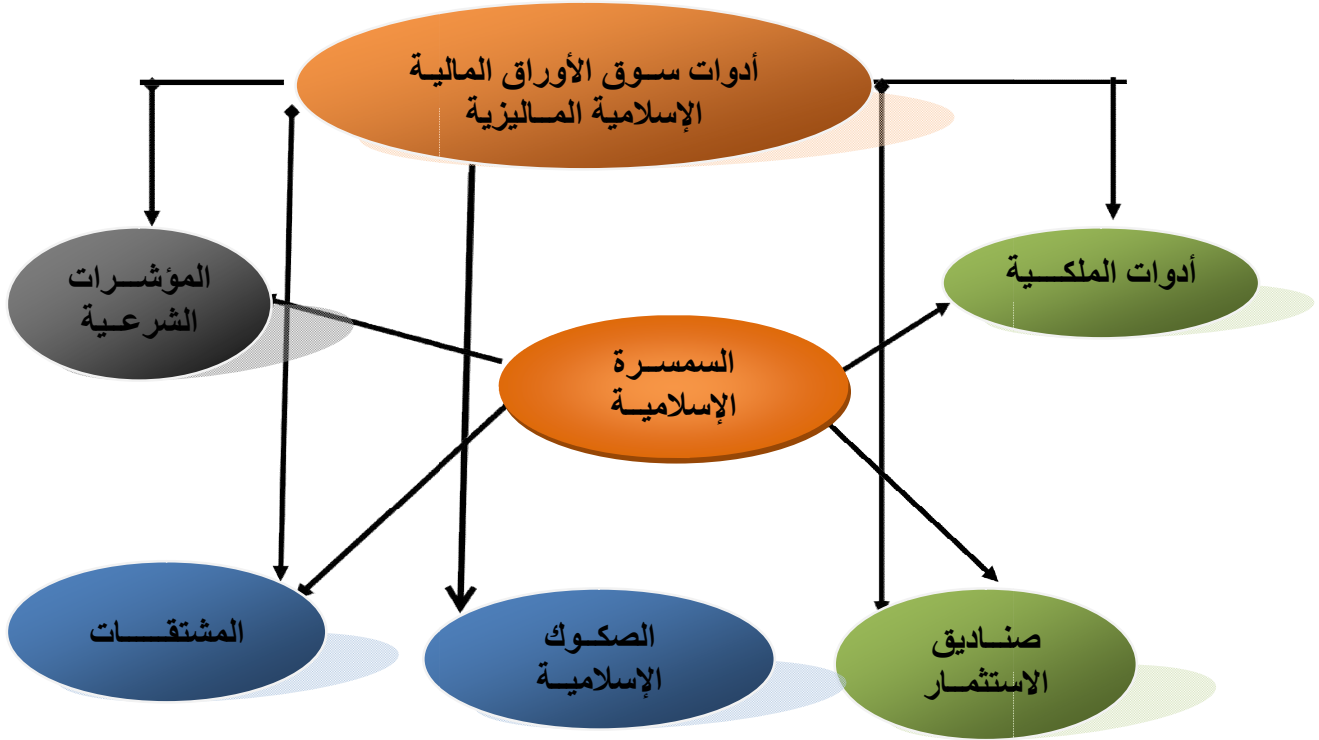 أدوات سوق الأوراق المالية
الإسلامية الماليزية
أدوات الملكية
المؤشرات
الشرعية
السمسرة
الإسلامية
صناديق
الاستثمار
الصكوك
الإسلامية
المشتقات